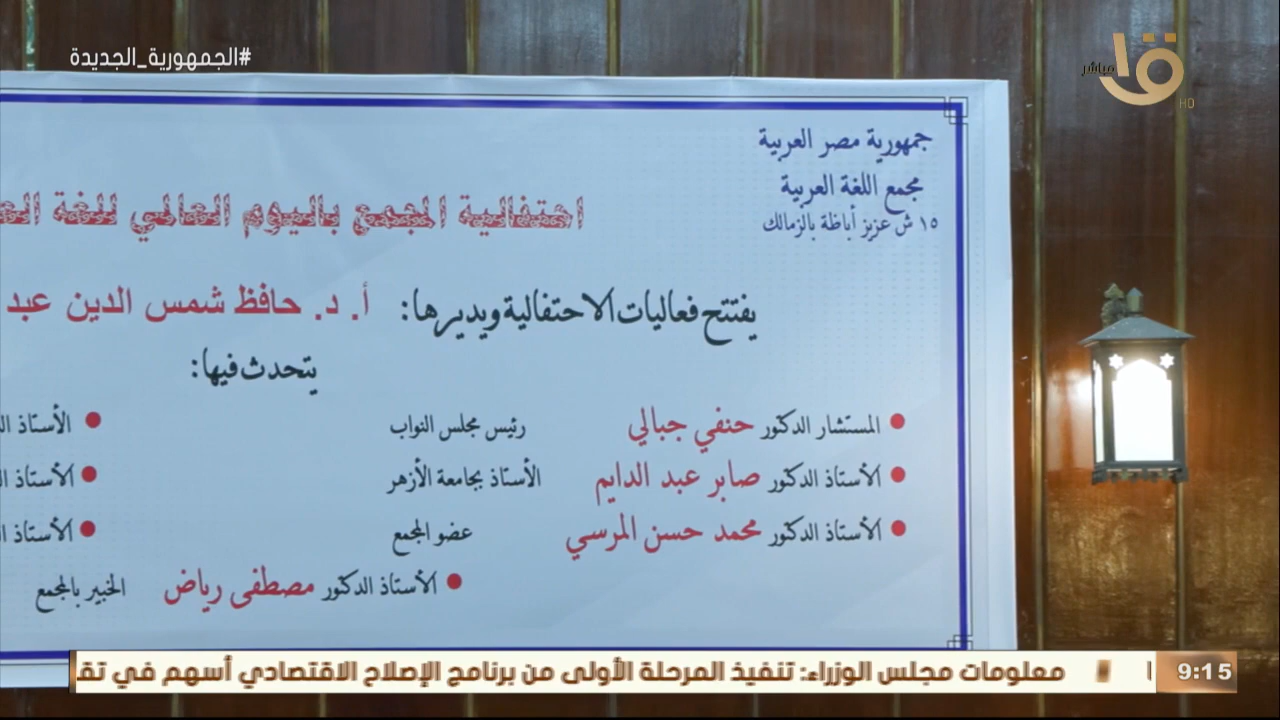 #الجمهورية_الجديدة
مباشر
HD
جمهورية مصر العربية
مجمع اللغة العربية
١٥ ش عزيز أباظة بالزمالك
احتفالية المجمع باليوم العالمي للغة
يفتتح فعاليات الاحتفالية ويديرها: أ. د. حافظ شمس الدين عبد
يتحدث فيها:
المستشار الدكتور حنفي جبالي رئيس مجلس النواب الأستاذ
الأستاذ الدكتور صابر عبد الدايم الأستاذ بجامعة الأزهر الأستاذ
الأستاذ الدكتور محمد حسن المرسي عضو المجمع الأستاذ
الأستاذ الدكتور مصطفى رياض الخبير بالمجمع
9:15 معلومات مجلس الوزراء: تنفيذ المرحلة الأولى من برنامج الإصلاح الاقتصادي أسهم في